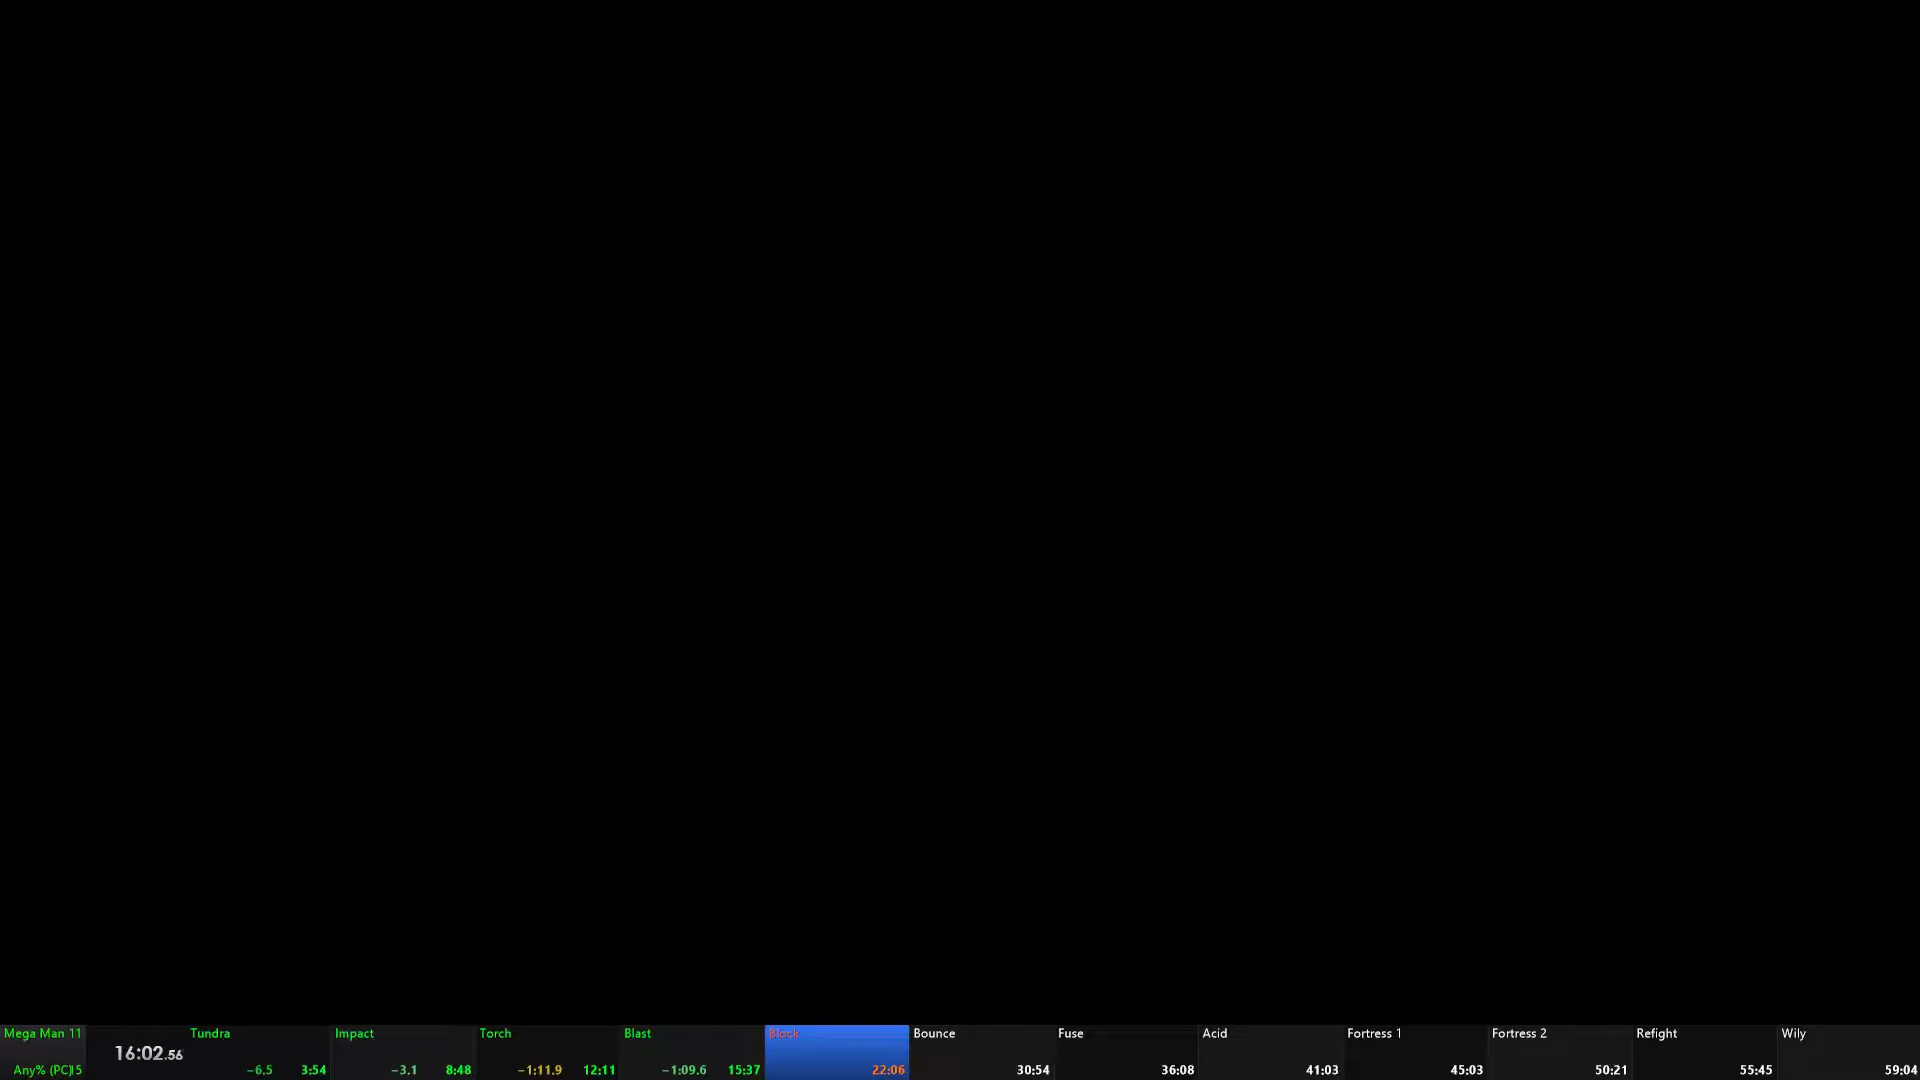 Mega Man 11
Any% (PC)15
16:02.56
Tundra
−6.5 3:54
Impact
−3.1 8:48
Torch
−1:11.9 12:11
Blast
−1:09.6 15:37
Block
22:06
Bounce
30:54
Fuse
36:08
Acid
41:03
Fortress 1
45:03
Fortress 2
50:21
Refight
55:45
Wily
59:04